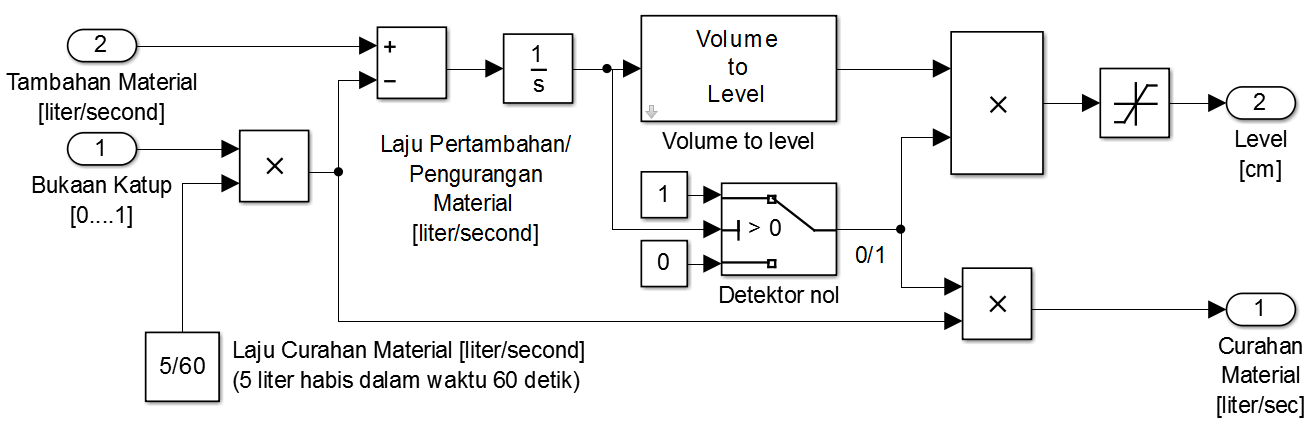 2
Tambahan Material
[liter/second]
1
Bukaan Katup
[0....1]
×
5/60
Laju Curahan Material [liter/second]
(5 liter habis dalam waktu 60 detik)
+
−
Laju Pertambahan/
Pengurangan
Material
[liter/second]
1
s
Volume
to
Level
Volume to level
1
> 0
0
Detektor nol
0/1
×
×
2
Level
[cm]
1
Curahan
Material
[liter/sec]